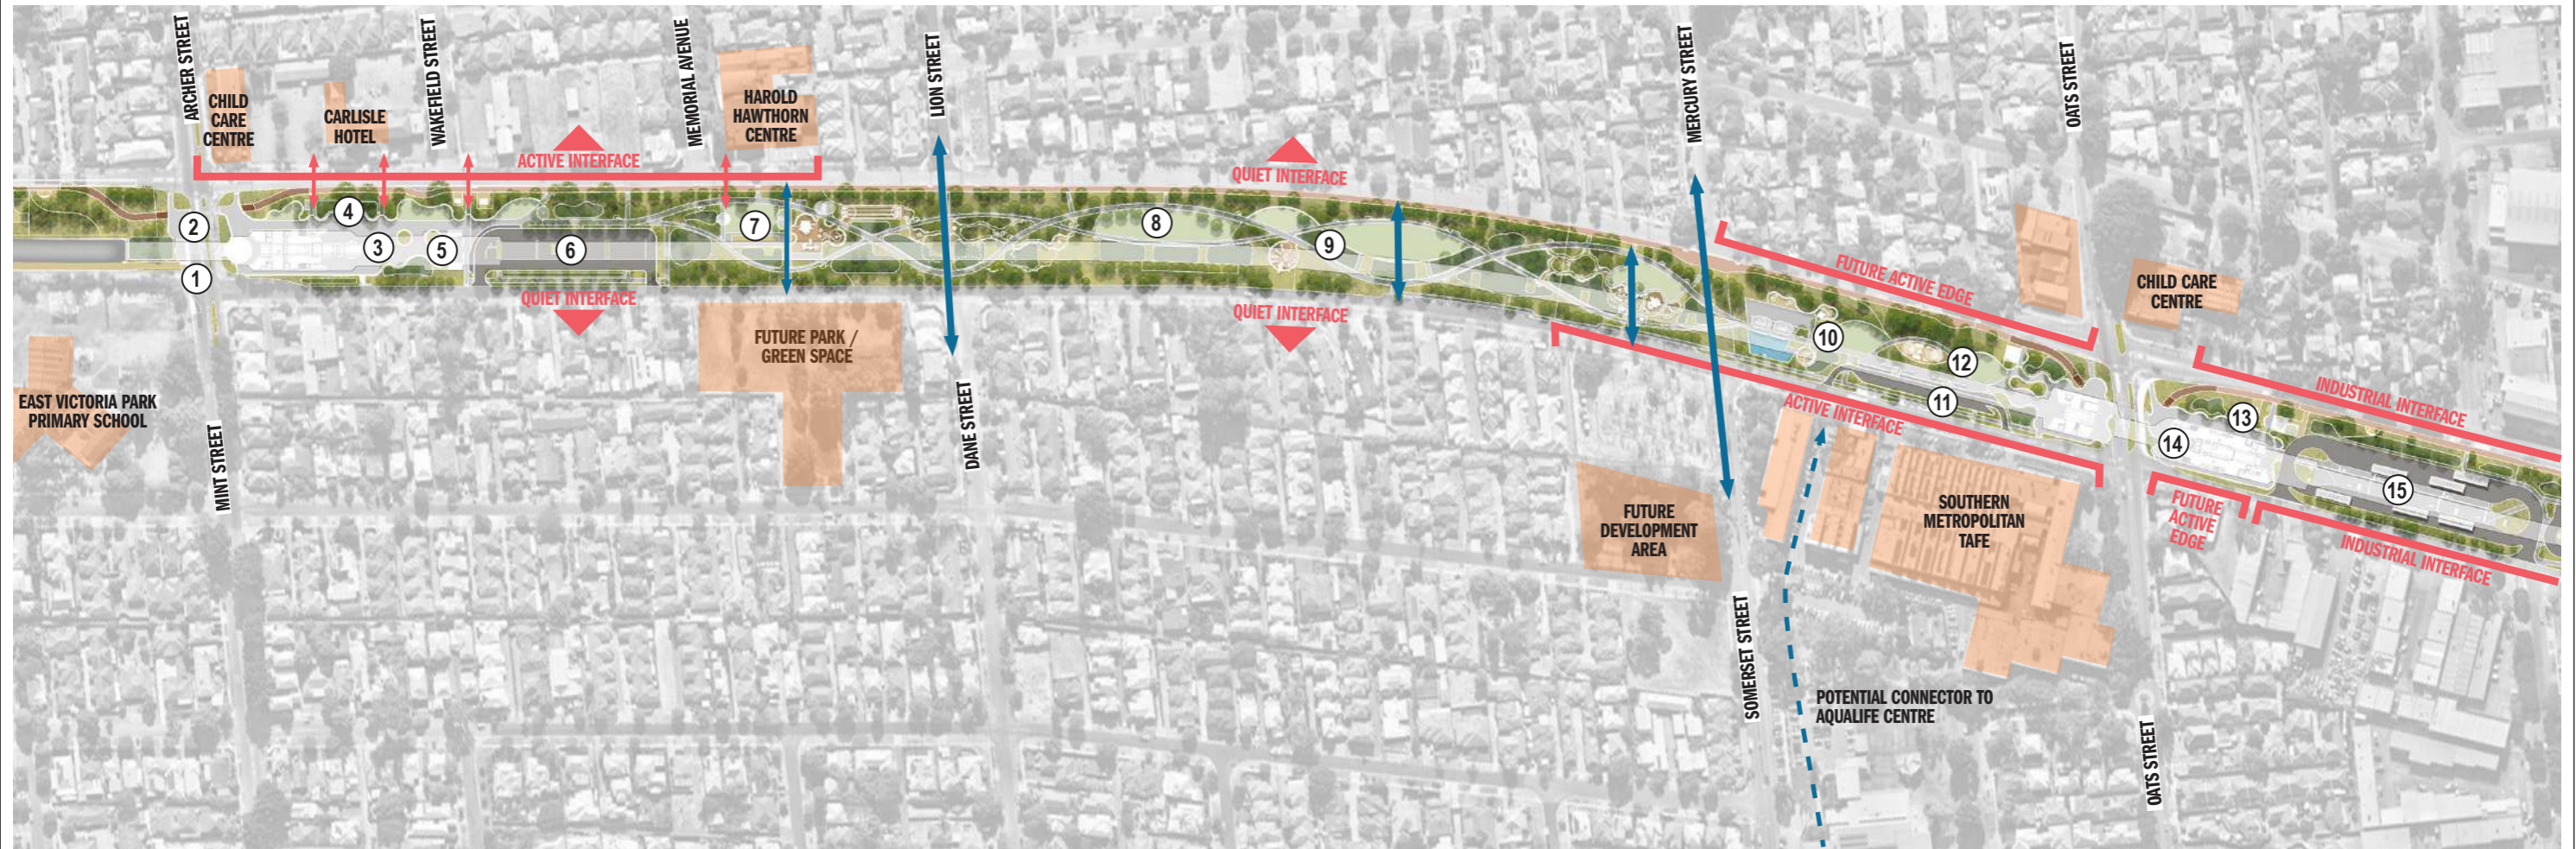 ARCHER STREET
CHILD
CARE
CENTRE
CARLISLE
HOTEL
WAKEFIELD STREET
ACTIVE INTERFACE
MEMORIAL AVENUE
HAROLD
HAWTHORN
CENTRE
LION STREET
QUIET INTERFACE
MERCURY STREET
FUTURE ACTIVE EDGE
OATS STREET
CHILD CARE
CENTRE
INDUSTRIAL INTERFACE
2
1
4
3
5
6
7
8
9
10
12
11
13
14
15
EAST VICTORIA PARK
PRIMARY SCHOOL
MINT STREET
QUIET INTERFACE
FUTURE PARK /
GREEN SPACE
DANE STREET
QUIET INTERFACE
ACTIVE INTERFACE
FUTURE
DEVELOPMENT
AREA
SOMERSET STREET
SOUTHERN
METROPOLITAN
TAFE
POTENTIAL CONNECTOR TO
AQUALIFE CENTRE
FUTURE
ACTIVE
EDGE
INDUSTRIAL INTERFACE
OATS STREET